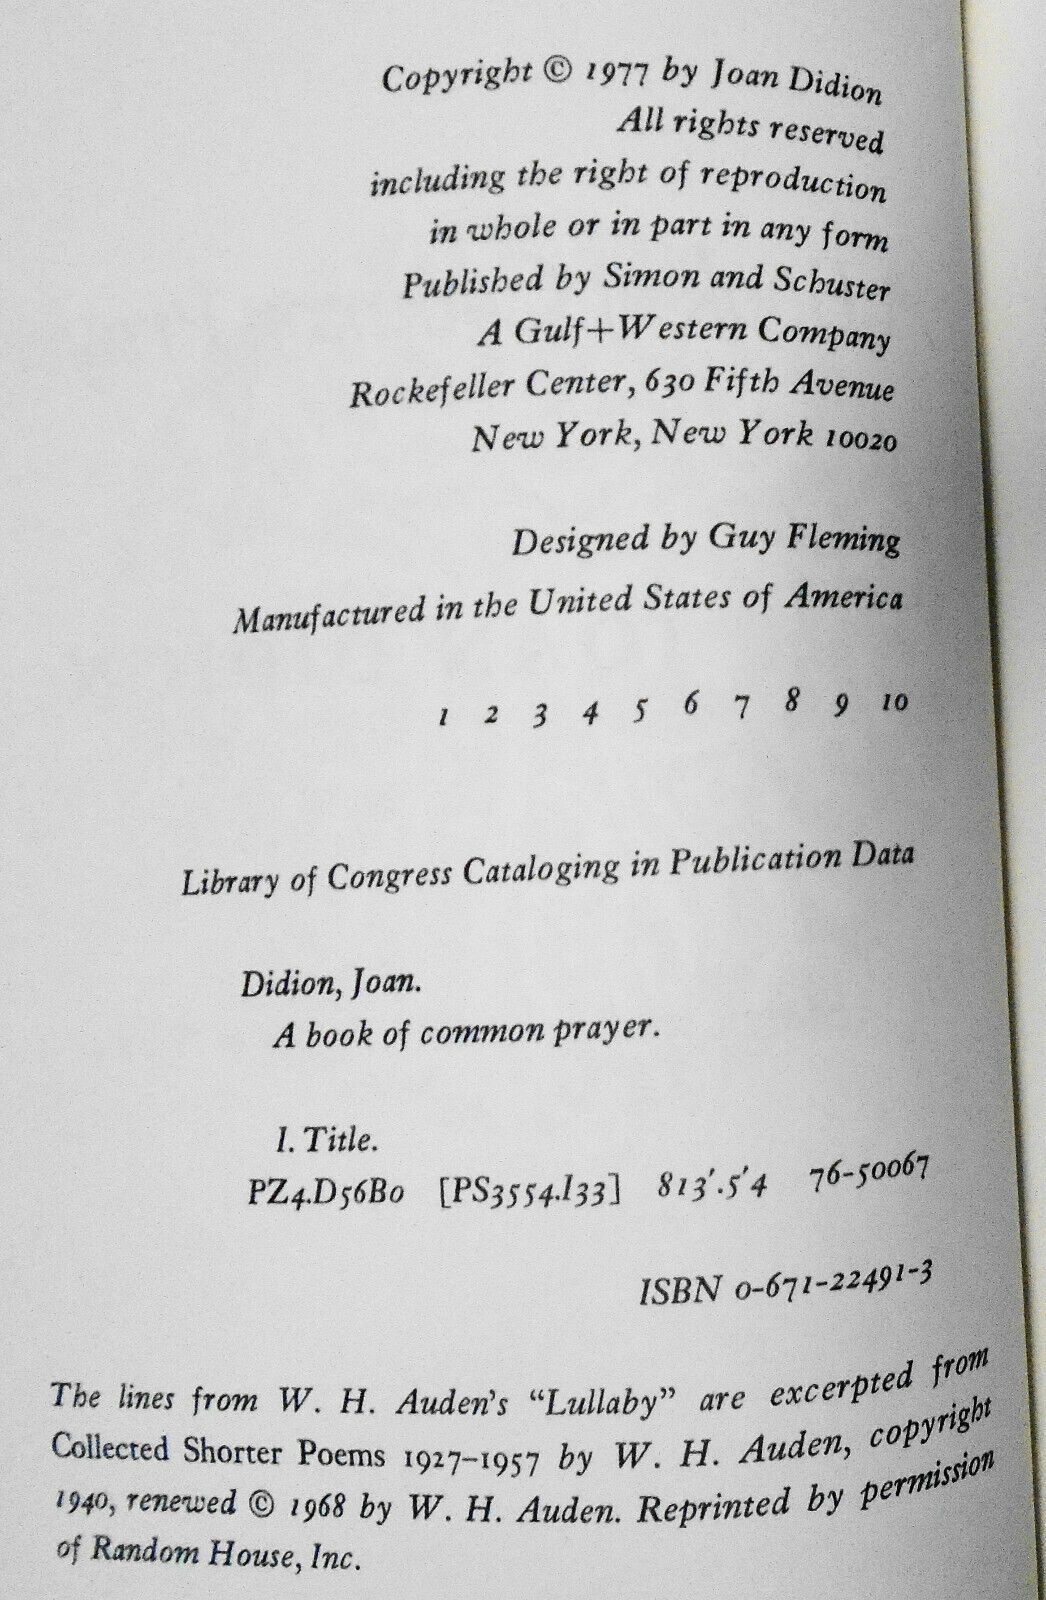 Copyright © 1977 by Joan Didion
All rights reserved
including the right of reproduction
in whole or in part in any form
Published by Simon and Schuster
A Gulf+Western Company
Rockefeller Center, 630 Fifth Avenue
New York, New York 10020
Designed by Guy Fleming
Manufactured in the United States of America
1 2 3 4 5 6 7 8 9 10
Library of Congress Cataloging in Publication Data
Didion, Joan.
A book of common prayer.
I. Title.
PZ4.D56Bo [PS3554.I33] 813'.5'4 76-50067
ISBN 0-671-22491-3
The lines from W. H. Auden's "Lullaby" are excerpted from
Collected Shorter Poems 1927–1957 by W. H. Auden, copyright
1940, renewed © 1968 by W. H. Auden. Reprinted by permission
of Random House, Inc.